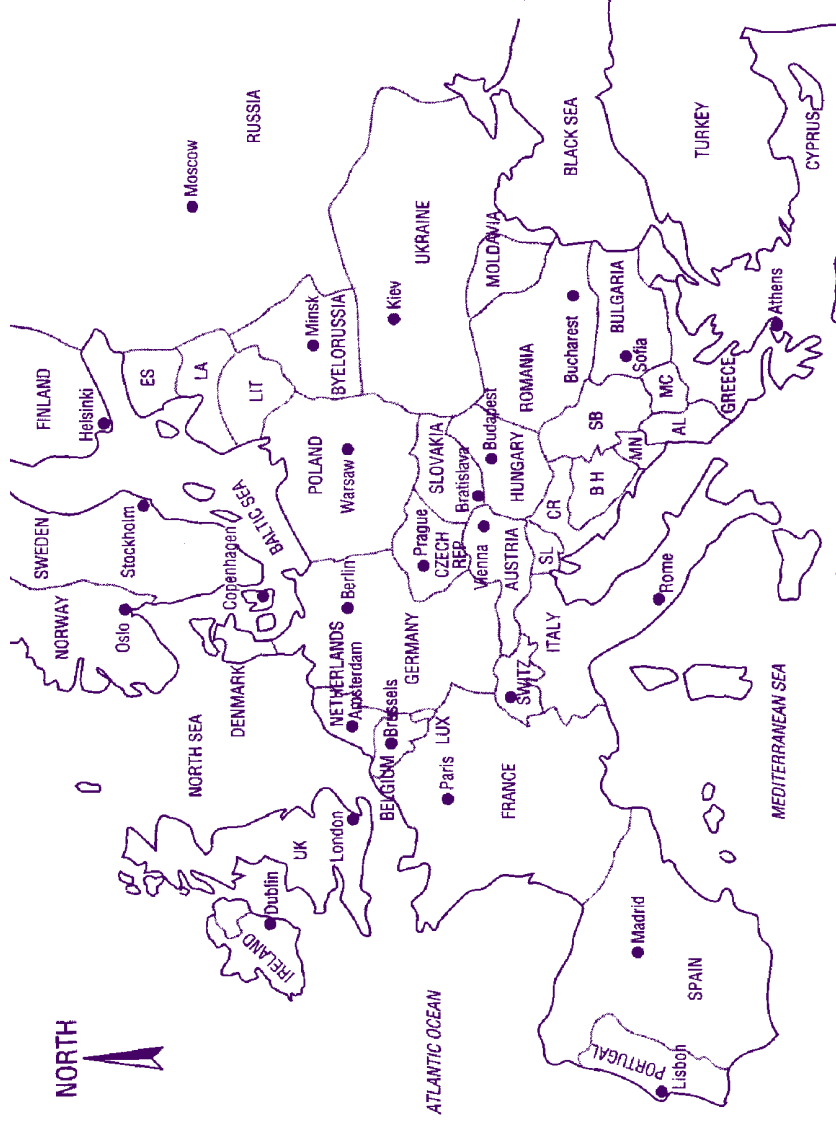 NORTH
NORWAY
SWEDEN
FINLAND
Oslo
Stockholm
Helsinki
ES
Moscow
NORTH SEA
LA
RUSSIA
DENMARK
Copenhagen
BALTIC SEA
LIT
IRELAND
Dublin
UK
London
NETHERLANDS
Amsterdam
Berlin
POLAND
Warsaw
Minsk
BYELORUSSIA
BELGIUM
Brussels
GERMANY
Kiev
UKRAINE
ATLANTIC OCEAN
Paris
LUX
Prague
CZECH
REP
SLOVAKIA
Bratislava
Vienna
Budapest
MOLDAVIA
FRANCE
SWITZ
AUSTRIA
HUNGARY
ROMANIA
ITALY
SL
CR
Bucharest
BLACK SEA
BH
SB
BULGARIA
Sofia
MN
Madrid
PORTUGAL
Lisbon
SPAIN
Rome
MC
AL
TURKEY
GREECE
MEDITERRANEAN SEA
Athens
CYPRUS